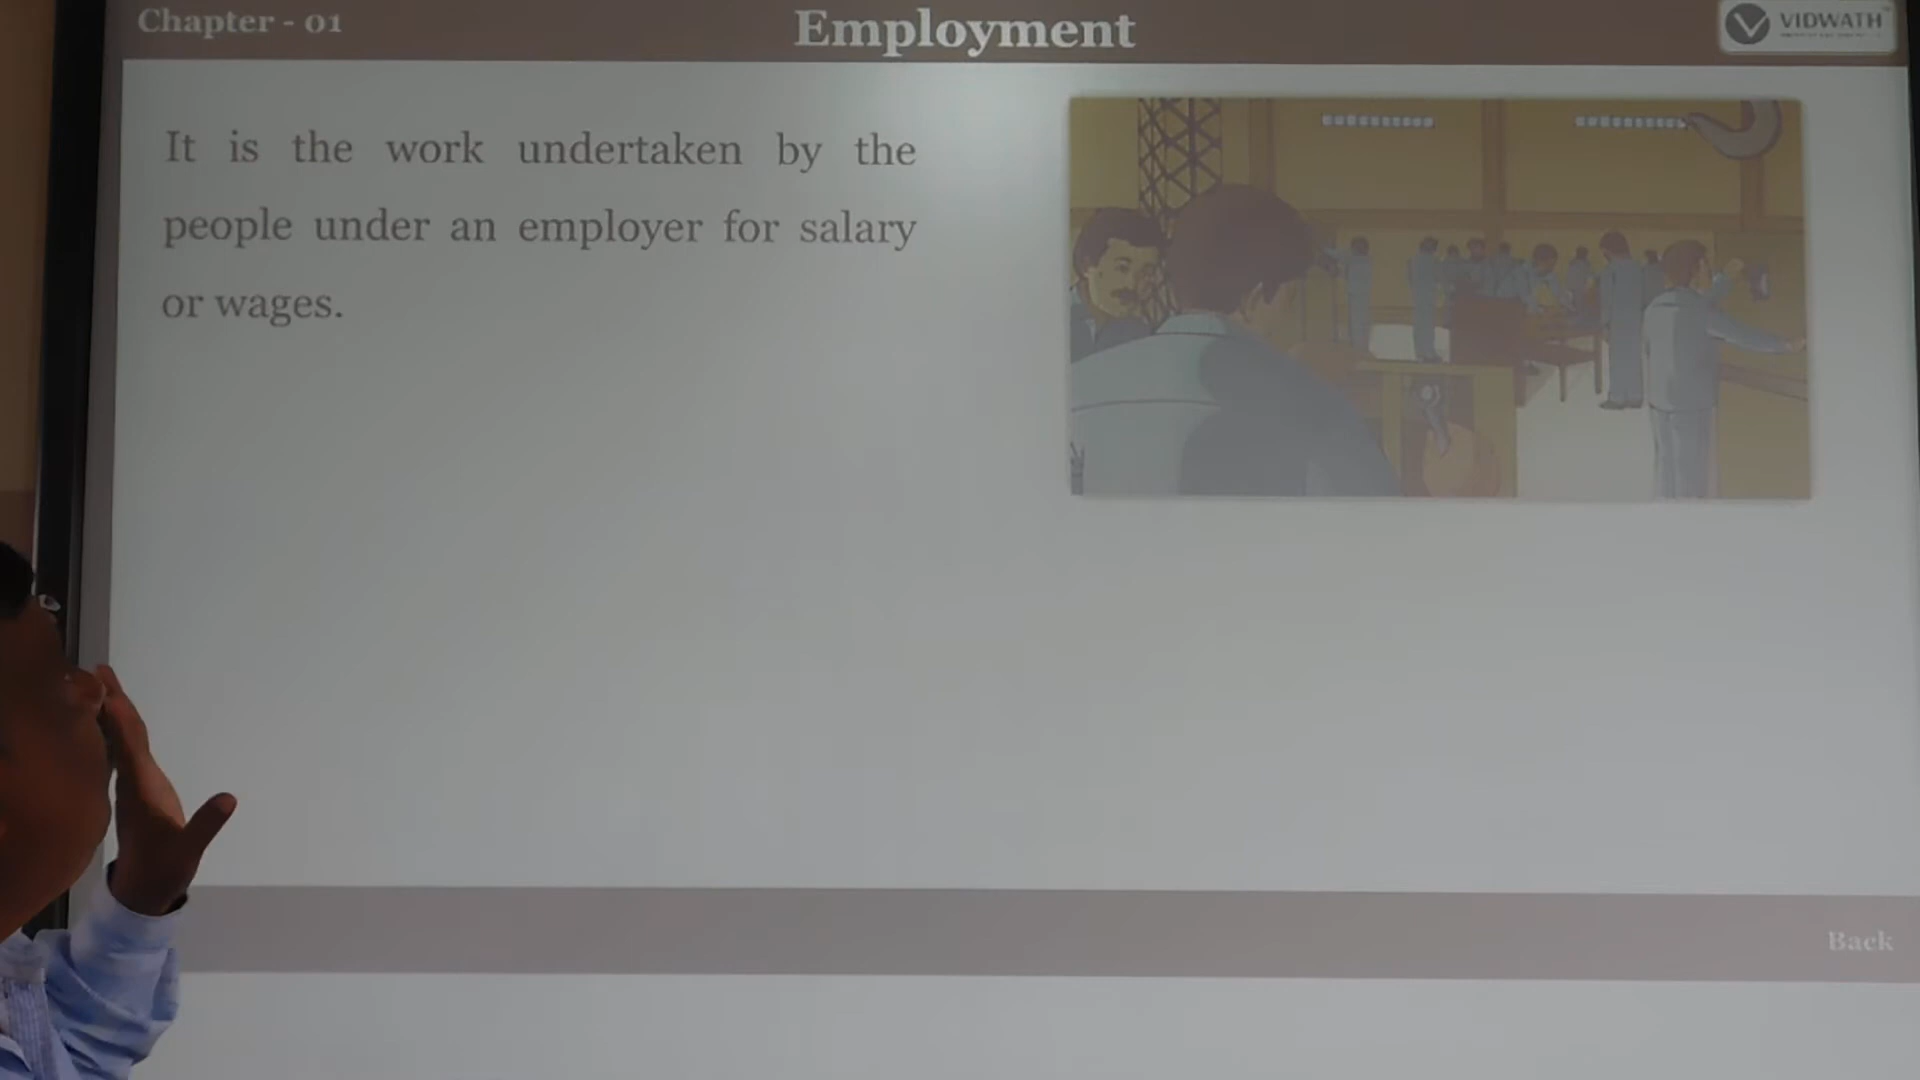 Chapter - 01
Employment
VIDWATH
It is the work undertaken by the
people under an employer for salary
or wages.
Back